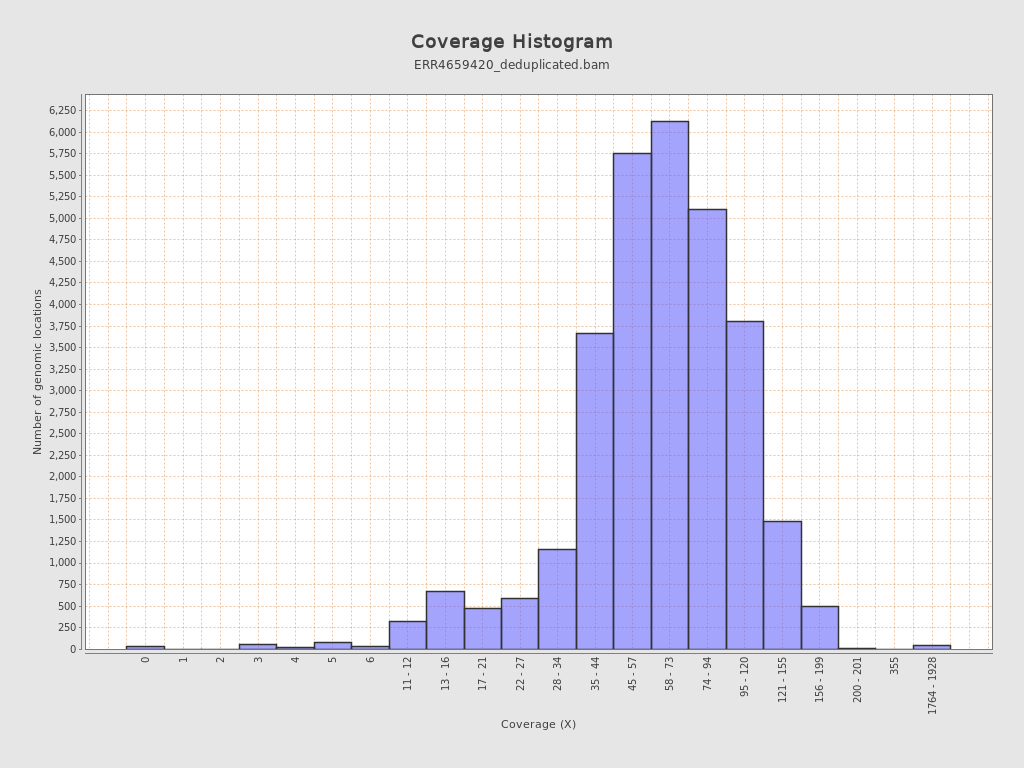 Coverage Histogram
ERR4659420_deduplicated.bam
Number of genomic locations
6,250
6,000
5,750
5,500
5,250
5,000
4,750
4,500
4,250
4,000
3,750
3,500
3,250
3,000
2,750
2,500
2,250
2,000
1,750
1,500
1,250
1,000
750
500
250
0
0
1
2
3
4
5
6
11 - 12
13 - 16
17 - 21
22 - 27
28 - 34
35 - 44
45 - 57
58 - 73
74 - 94
95 - 120
121 - 155
156 - 199
200 - 201
355
1764 - 1928
Coverage (X)